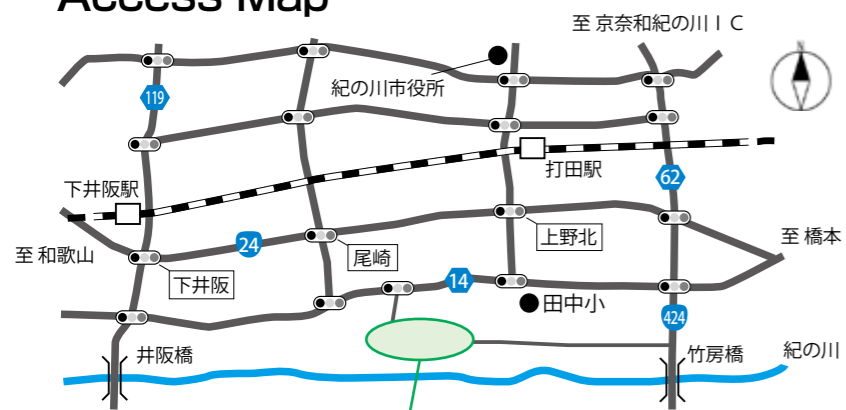 Access Map
至 京奈和紀の川ＩＣ
N
紀の川市役所
119
打田駅
62
下井阪駅
上野北
至 橋本
24
尾崎
至 和歌山
下井阪
14
田中小
424
井阪橋
竹房橋
紀の川